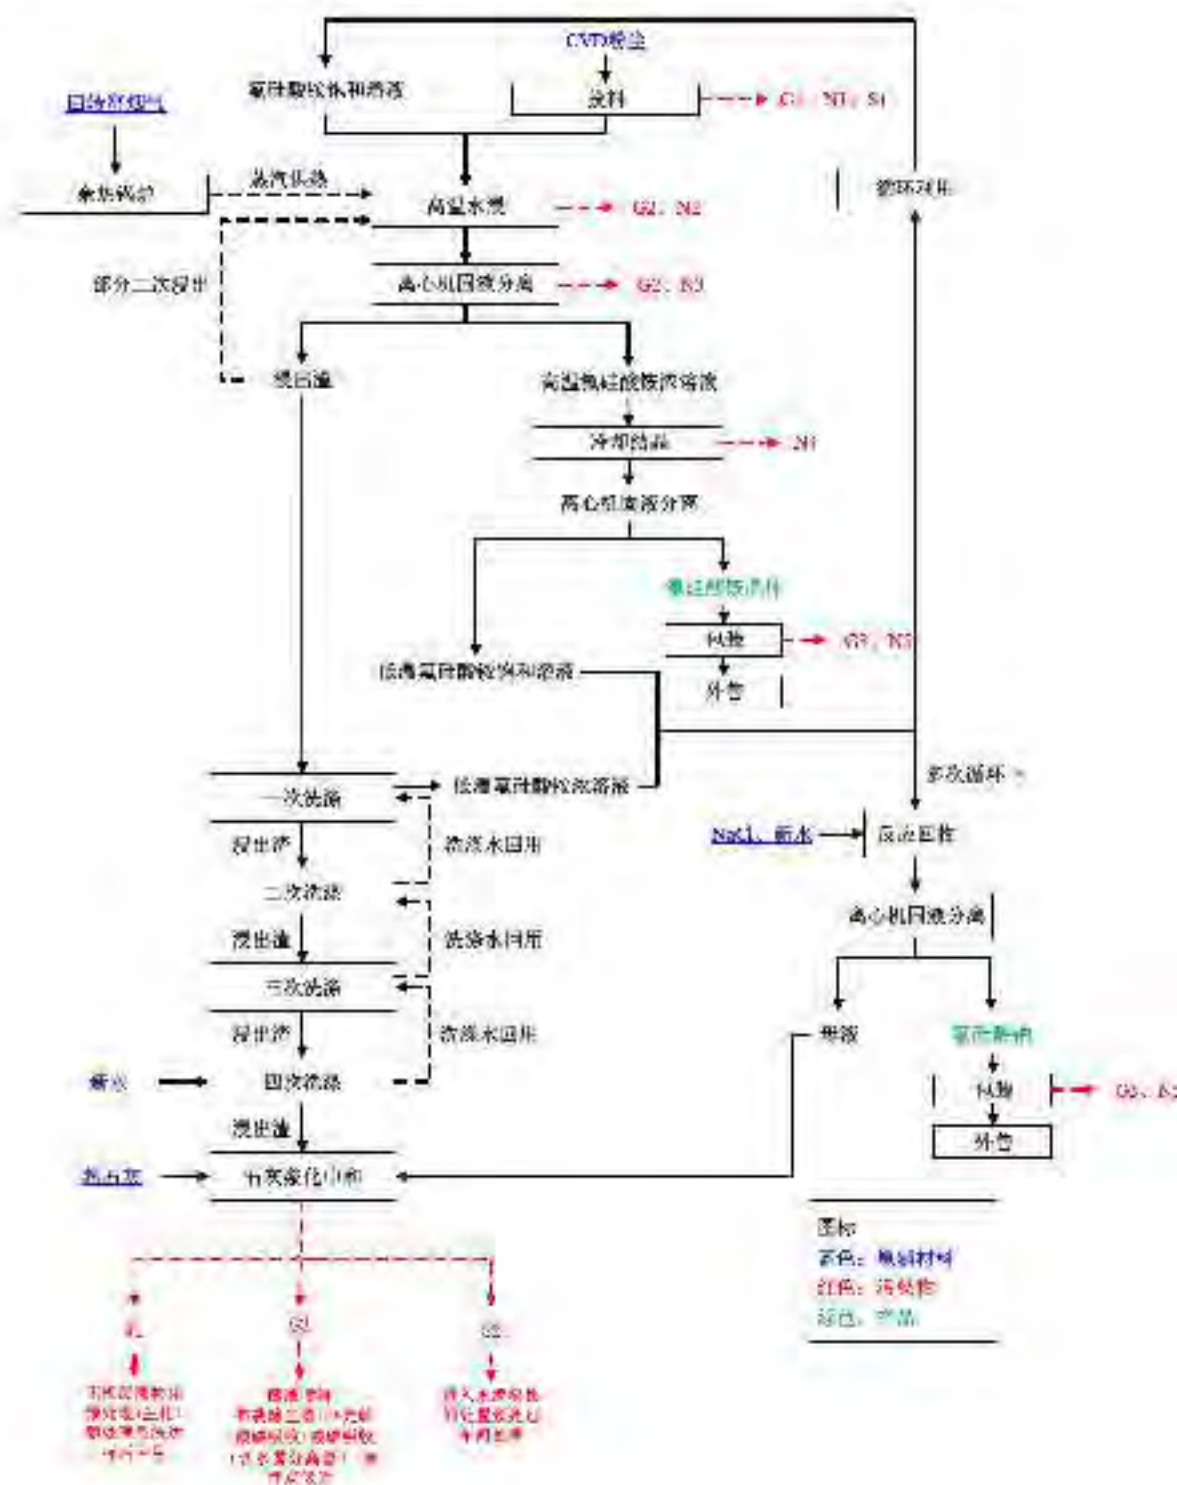 CVD粉尘
氟硅酸铵饱和溶液
投料
G1、N1、S1
回转窑烟气
余热锅炉
蒸汽供热
循环利用
高温水浸
G2、N2
部分二次浸出
离心机固液分离
G2、N3
浸出渣
高温氟硅酸铵浓溶液
冷却结晶
N4
离心机固液分离
氟硅酸铵晶体
包装
G3、N5
低温氟硅酸铵饱和溶液
外售
多次循环
一次洗涤
低温氟硅酸铵浓溶液
NaCl、新水
反应回收
浸出渣
洗涤水回用
二次洗涤
离心机固液分离
浸出渣
洗涤水回用
三次洗涤
浸出渣
洗涤水回用
母液
氟硅酸钠
新水
四次洗涤
包装
G3、N5
浸出渣
外售
熟石灰
石灰浆化中和
图标
蓝色：原辅材料
红色：污染物
绿色：产品